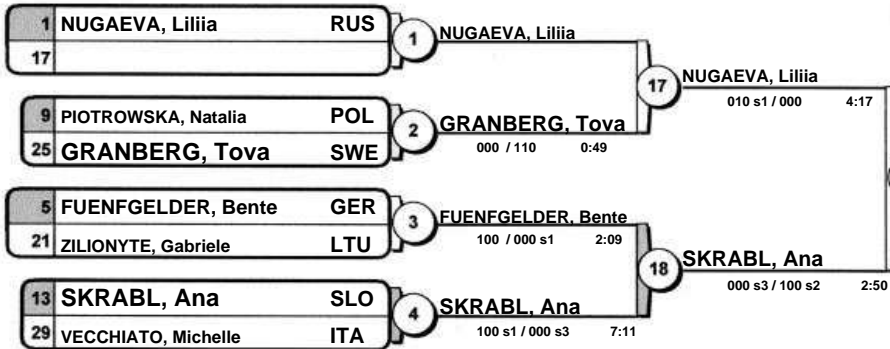 1 NUGAEVA, Liliia RUS
17
1
NUGAEVA, Liliia
9 PIOTROWSKA, Natalia POL
25 GRANBERG, Tova SWE
2
GRANBERG, Tova
000 / 110 0:49
17
NUGAEVA, Liliia
010 s1 / 000 4:17
5 FUENFGELDER, Bente GER
21 ZILIONYTE, Gabriele LTU
3
FUENFGELDER, Bente
100 / 000 s1 2:09
13 SKRABL, Ana SLO
29 VECCHIATO, Michelle ITA
4
SKRABL, Ana
100 s1 / 000 s3 7:11
18
SKRABL, Ana
000 s3 / 100 s2 2:50